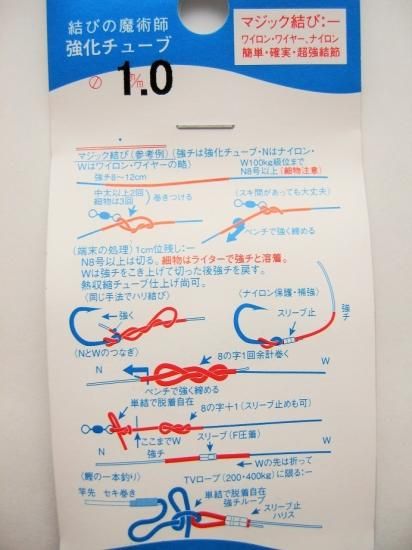 結びの魔術師
強化チューブ
マジック結び:ー
ワイロン・ワイヤー、ナイロン
簡単・確実・超強結節
∅ m/m 1.0
マジック結び(参考例)(強チは強化チューブ・Nはナイロン・
Wはワイロン・ワイヤーの略)
W100kg級位まで
強チ8~12cm
N8号以上(細物注意)
中太以上2回
細物は3回
巻きつける
(スキ間があっても大丈夫)
ペンチで強く締める
(端末の処理)1cm位残し:ー
N8号以上は切る。細物はライターで強チと溶着。
Wは強チをこき上げて切った後強チを戻す。
熱収縮チューブ仕上げ尚可。
(同じ手法でハリ結び)
(ナイロン保護・補強)
強く
スリーブ止
強チ
(NとWのつなぎ)
8の字1回余計巻く
N
W
ペンチで強く締める
単結で脱着自在
8の字+1(スリーブ止めも可)
ここまでW
スリーブ(F圧着)
強チ
W
Wの先は折って
(鰹の一本釣り)
TVロープ(200・400kg)に限る:ー
竿先 セキ巻き
単結で脱着自在
強チループ
スリーブ止
ハリス